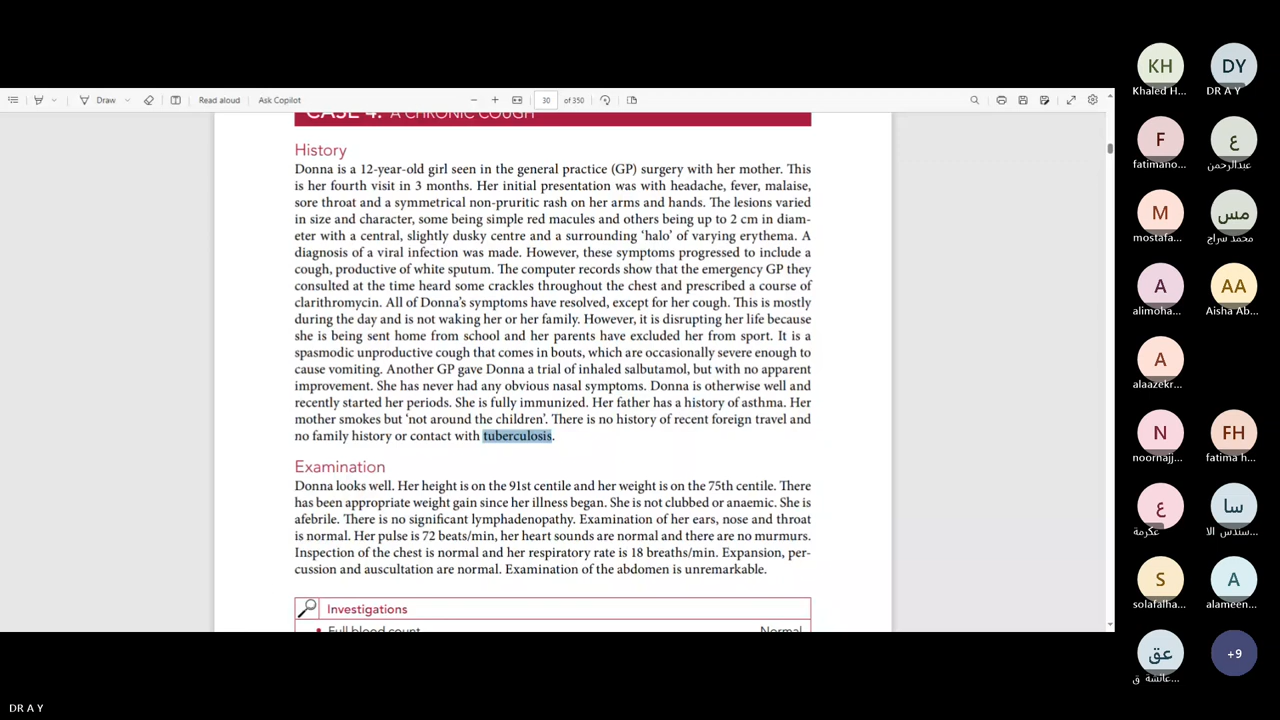 KH
DY
Khaled H...
DR A Y
Draw
Read aloud
Ask Copilot
30
of 350
CASE 4: A CHRONIC COUGH
F
ع
fatimano...
عبدالرحمن
History
Donna is a 12-year-old girl seen in the general practice (GP) surgery with her mother. This
is her fourth visit in 3 months. Her initial presentation was with headache, fever, malaise,
sore throat and a symmetrical non-pruritic rash on her arms and hands. The lesions varied
in size and character, some being simple red macules and others being up to 2 cm in diam-
eter with a central, slightly dusky centre and a surrounding ‘halo’ of varying erythema. A
diagnosis of a viral infection was made. However, these symptoms progressed to include a
cough, productive of white sputum. The computer records show that the emergency GP they
consulted at the time heard some crackles throughout the chest and prescribed a course of
clarithromycin. All of Donna’s symptoms have resolved, except for her cough. This is mostly
during the day and is not waking her or her family. However, it is disrupting her life because
she is being sent home from school and her parents have excluded her from sport. It is a
spasmodic unproductive cough that comes in bouts, which are occasionally severe enough to
cause vomiting. Another GP gave Donna a trial of inhaled salbutamol, but with no apparent
improvement. She has never had any obvious nasal symptoms. Donna is otherwise well and
recently started her periods. She is fully immunized. Her father has a history of asthma. Her
mother smokes but ‘not around the children’. There is no history of recent foreign travel and
no family history or contact with tuberculosis.
M
مس
mostafa...
محمد سراج
A
AA
alimoha...
Aisha Ab...
A
alaazekr...
N
FH
noornajj...
fatima h...
Examination
Donna looks well. Her height is on the 91st centile and her weight is on the 75th centile. There
has been appropriate weight gain since her illness began. She is not clubbed or anaemic. She is
afebrile. There is no significant lymphadenopathy. Examination of her ears, nose and throat
is normal. Her pulse is 72 beats/min, her heart sounds are normal and there are no murmurs.
Inspection of the chest is normal and her respiratory rate is 18 breaths/min. Expansion, per-
cussion and auscultation are normal. Examination of the abdomen is unremarkable.
ع
سا
عكرمة
سندس الا...
S
A
solafalha...
alameen...
Investigations
Full blood count
Normal
عق
+9
عائشة ق...
DR A Y